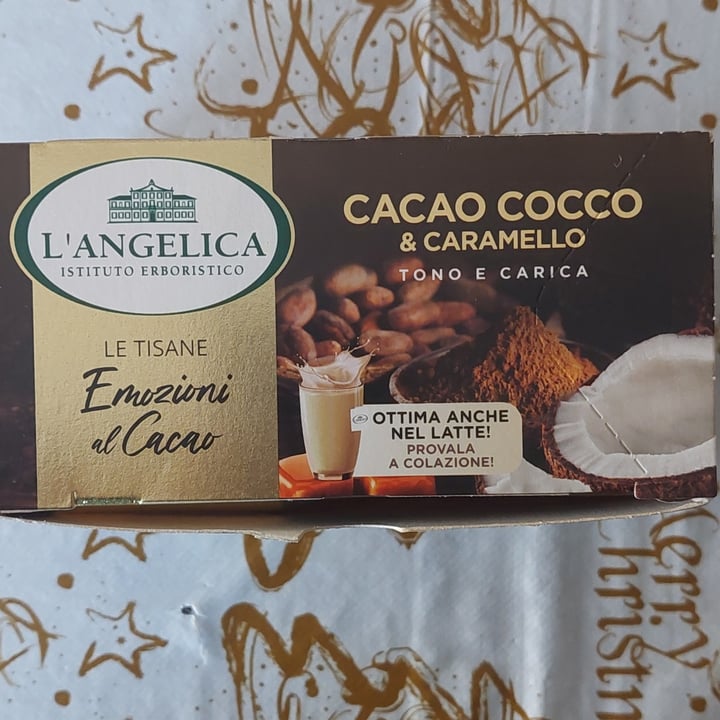 L'ANGELICA
ISTITUTO ERBORISTICO
LE TISANE
Emozioni
al Cacao
CACAO COCCO
& CARAMELLO
TONO E CARICA
OTTIMA ANCHE
NEL LATTE!
PROVALA
A COLAZIONE!
Merry